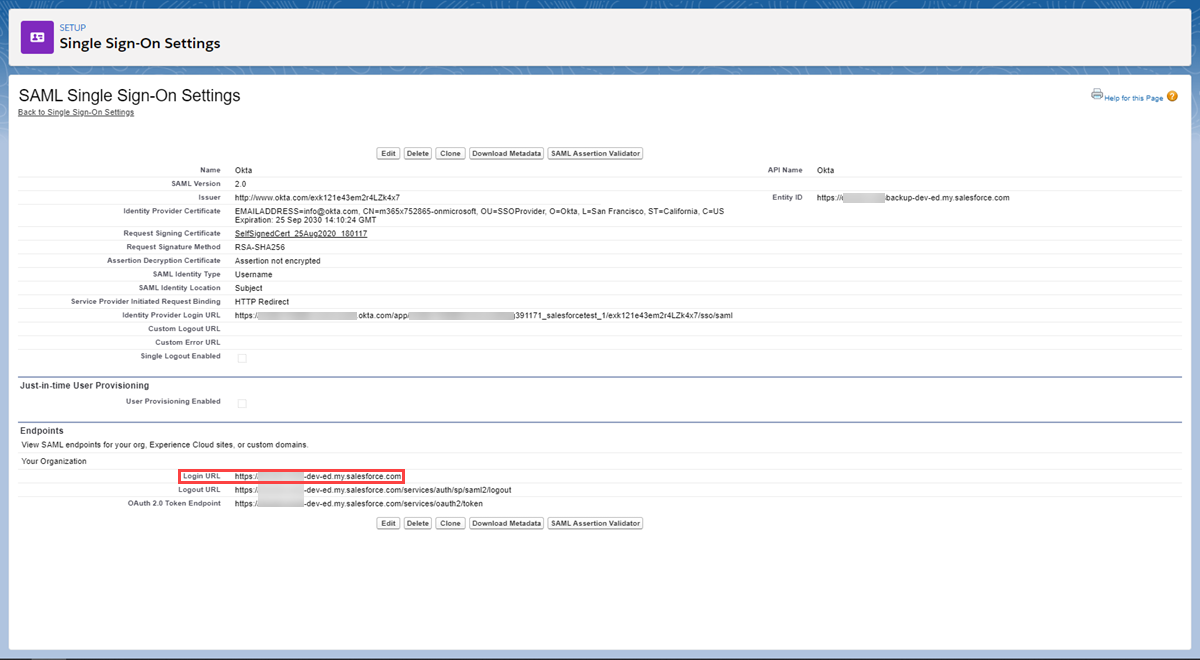 SETUP
Single Sign-On Settings
SAML Single Sign-On Settings
Back to Single Sign-On Settings
Help for this Page
Edit Delete Clone Download Metadata SAML Assertion Validator
Name Okta API Name Okta
SAML Version 2.0
Issuer http://www.okta.com/exk121e43em2r4LZk4x7 Entity ID https:// backup-dev-ed.my.salesforce.com
Identity Provider Certificate EMAILADDRESS=info@okta.com, CN=m365x752865-onmicrosoft, OU=SSOProvider, O=Okta, L=San Francisco, ST=California, C=US
Expiration: 25 Sep 2030 14:10:24 GMT
Request Signing Certificate SelfSignedCert_25Aug2020_180117
Request Signature Method RSA-SHA256
Assertion Decryption Certificate Assertion not encrypted
SAML Identity Type Username
SAML Identity Location Subject
Service Provider Initiated Request Binding HTTP Redirect
Identity Provider Login URL https:/ .okta.com/app/ j391171_salesforcetest_1/exk121e43em2r4LZk4x7/sso/saml
Custom Logout URL
Custom Error URL
Single Logout Enabled
Just-in-time User Provisioning
User Provisioning Enabled
Endpoints
View SAML endpoints for your org, Experience Cloud sites, or custom domains.
Your Organization
Login URL https:/ -dev-ed.my.salesforce.com
Logout URL https:/ -dev-ed.my.salesforce.com/services/auth/sp/saml2/logout
OAuth 2.0 Token Endpoint https:/ -dev-ed.my.salesforce.com/services/oauth2/token
Edit Delete Clone Download Metadata SAML Assertion Validator